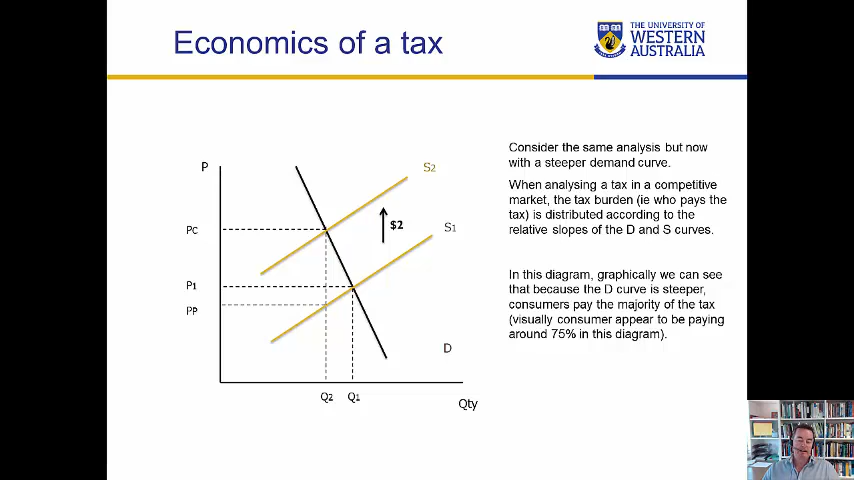 Economics of a tax
THE UNIVERSITY OF
WESTERN
AUSTRALIA
Consider the same analysis but now
with a steeper demand curve.
When analysing a tax in a competitive
market, the tax burden (ie who pays the
tax) is distributed according to the
relative slopes of the D and S curves.
In this diagram, graphically we can see
that because the D curve is steeper,
consumers pay the majority of the tax
(visually consumer appear to be paying
around 75% in this diagram).
P
S2
$2
S1
PC
P1
PP
D
Q2 Q1
Qty